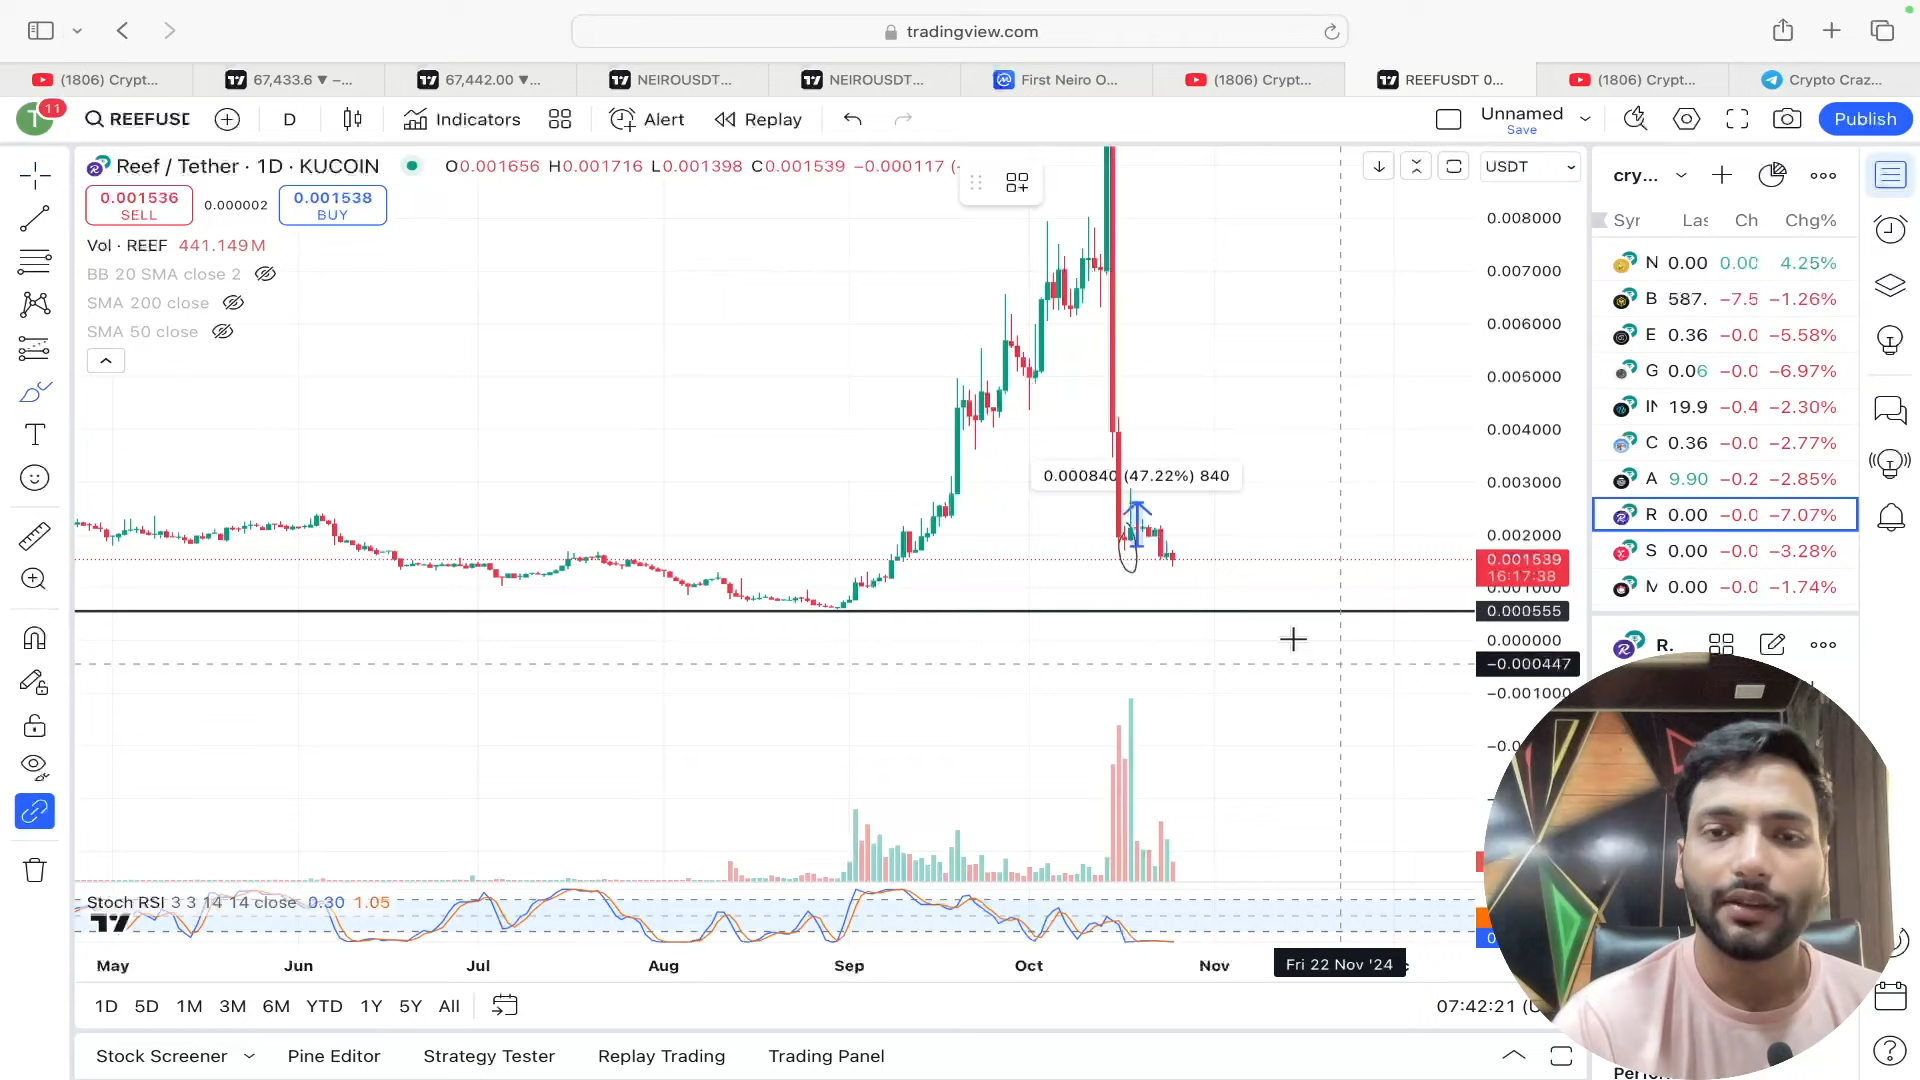 tradingview.com
(1806) Crypt...
67,433.6 ▼ −...
67,442.00 ▼...
NEIROUSDT...
NEIROUSDT...
First Neiro O...
(1806) Crypt...
REEFUSDT 0...
(1806) Crypt...
Crypto Craz...
T 11
REEFUSD
D
Indicators
Alert
Replay
Unnamed
Save
Publish
Reef / Tether · 1D · KUCOIN
O0.001656 H0.001716 L0.001398 C0.001539 −0.000117 (-
USDT
0.001536
SELL
0.000002
0.001538
BUY
Vol · REEF 441.149M
BB 20 SMA close 2
SMA 200 close
SMA 50 close
0.000840 (47.22%) 840
0.008000
0.007000
0.006000
0.005000
0.004000
0.003000
0.002000
0.001539
16:17:38
0.001000
0.000555
0.000000
−0.000447
−0.001000
cry...
Syr Las Ch Chg%
N 0.00 0.00 4.25%
B 587. −7.5 −1.26%
E 0.36 −0.0 −5.58%
G 0.06 −0.0 −6.97%
IN 19.9 −0.4 −2.30%
C 0.36 −0.0 −2.77%
A 9.90 −0.2 −2.85%
R 0.00 −0.0 −7.07%
S 0.00 −0.0 −3.28%
M 0.00 −0.0 −1.74%
R.
Stoch RSI 3 3 14 14 close 0.30 1.05
May Jun Jul Aug Sep Oct Nov Fri 22 Nov '24
1D 5D 1M 3M 6M YTD 1Y 5Y All
07:42:21 (U
Stock Screener
Pine Editor
Strategy Tester
Replay Trading
Trading Panel